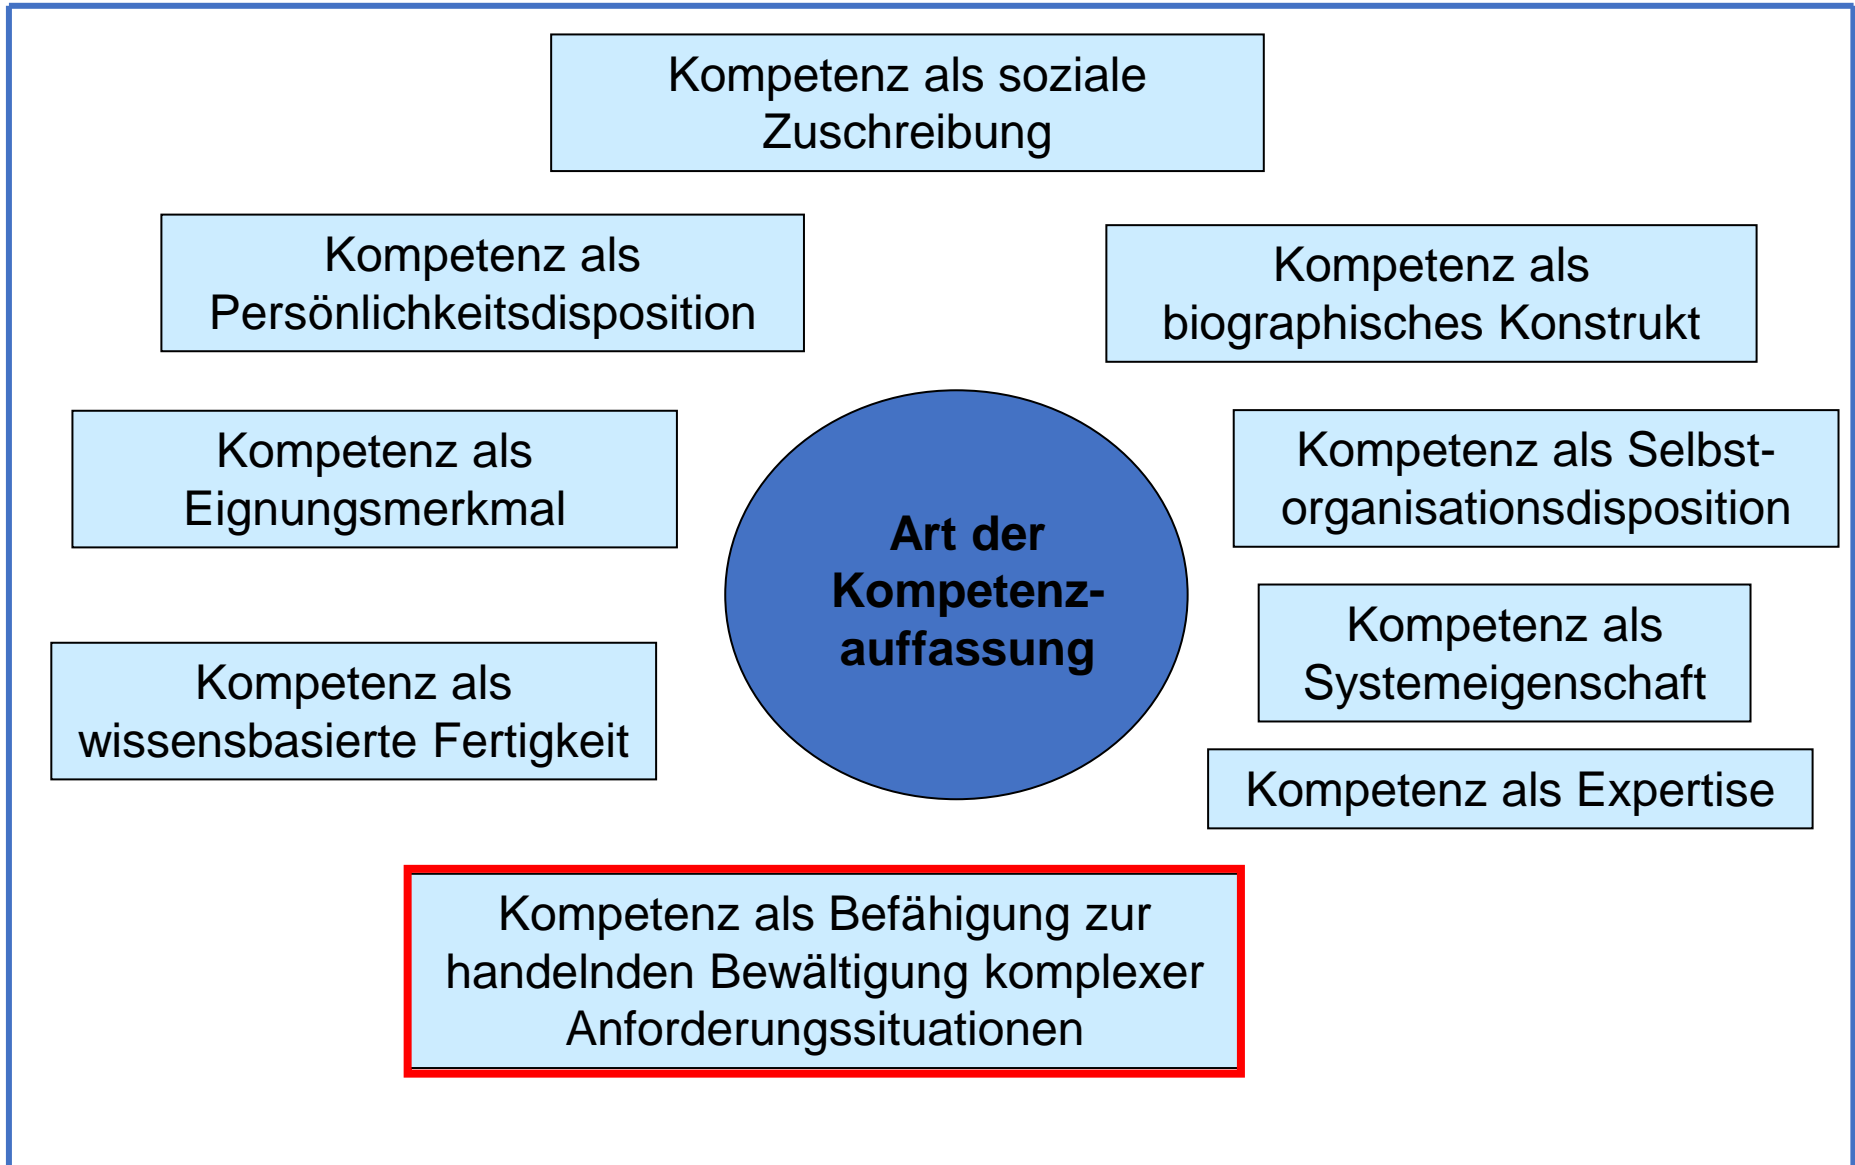 Kompetenz als soziale
Zuschreibung
Kompetenz als
Persönlichkeitsdisposition
Kompetenz als
biographisches Konstrukt
Kompetenz als
Eignungsmerkmal
Kompetenz als Selbst-
organisationsdisposition
Art der
Kompetenz-
auffassung
Kompetenz als
Systemeigenschaft
Kompetenz als
wissensbasierte Fertigkeit
Kompetenz als Expertise
Kompetenz als Befähigung zur
handelnden Bewältigung komplexer
Anforderungssituationen